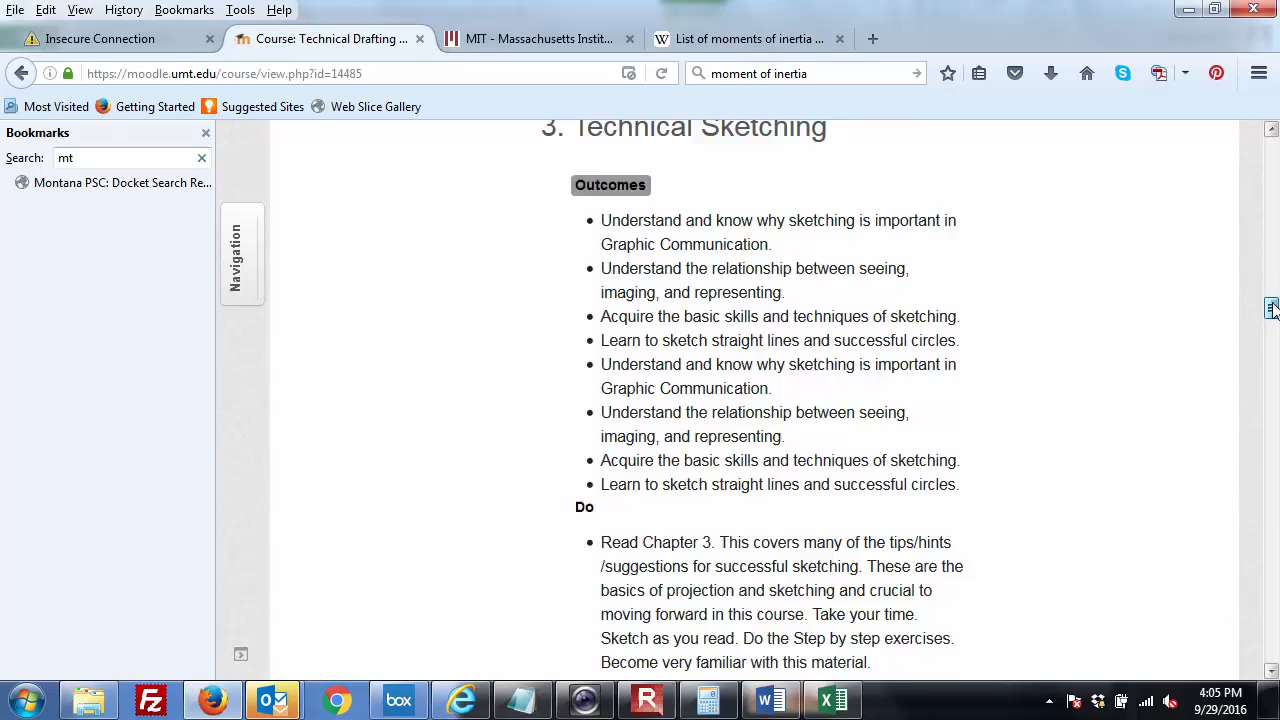 File Edit View History Bookmarks Tools Help
Insecure Connection
Course: Technical Drafting ...
MIT - Massachusetts Instit...
List of moments of inertia ...
https://moodle.umt.edu/course/view.php?id=14485
moment of inertia
Most Visited Getting Started Suggested Sites Web Slice Gallery
Bookmarks
Search: mt
Montana PSC: Docket Search Re...
Navigation
3. Technical Sketching
Outcomes
• Understand and know why sketching is important in
Graphic Communication.
• Understand the relationship between seeing,
imaging, and representing.
• Acquire the basic skills and techniques of sketching.
• Learn to sketch straight lines and successful circles.
• Understand and know why sketching is important in
Graphic Communication.
• Understand the relationship between seeing,
imaging, and representing.
• Acquire the basic skills and techniques of sketching.
• Learn to sketch straight lines and successful circles.
Do
• Read Chapter 3. This covers many of the tips/hints
/suggestions for successful sketching. These are the
basics of projection and sketching and crucial to
moving forward in this course. Take your time.
Sketch as you read. Do the Step by step exercises.
Become very familiar with this material.
box
4:05 PM
9/29/2016